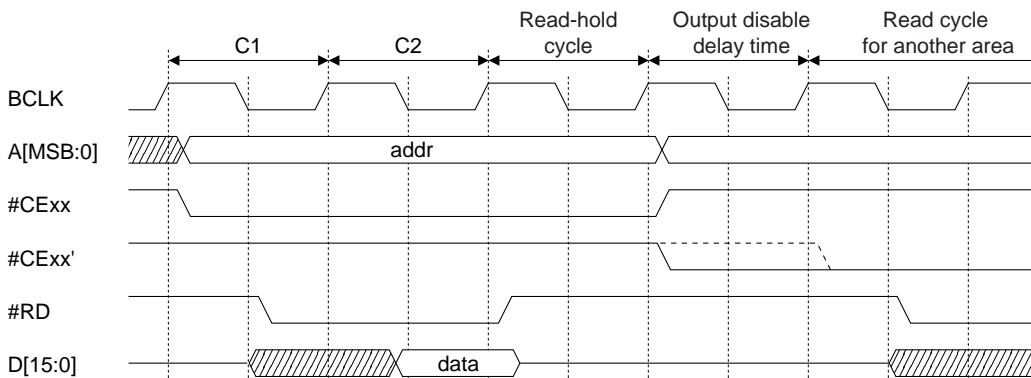 Read-hold
cycle
Output disable
delay time
Read cycle
for another area
C1
C2
BCLK
A[MSB:0]
addr
#CExx
#CExx'
#RD
D[15:0]
data